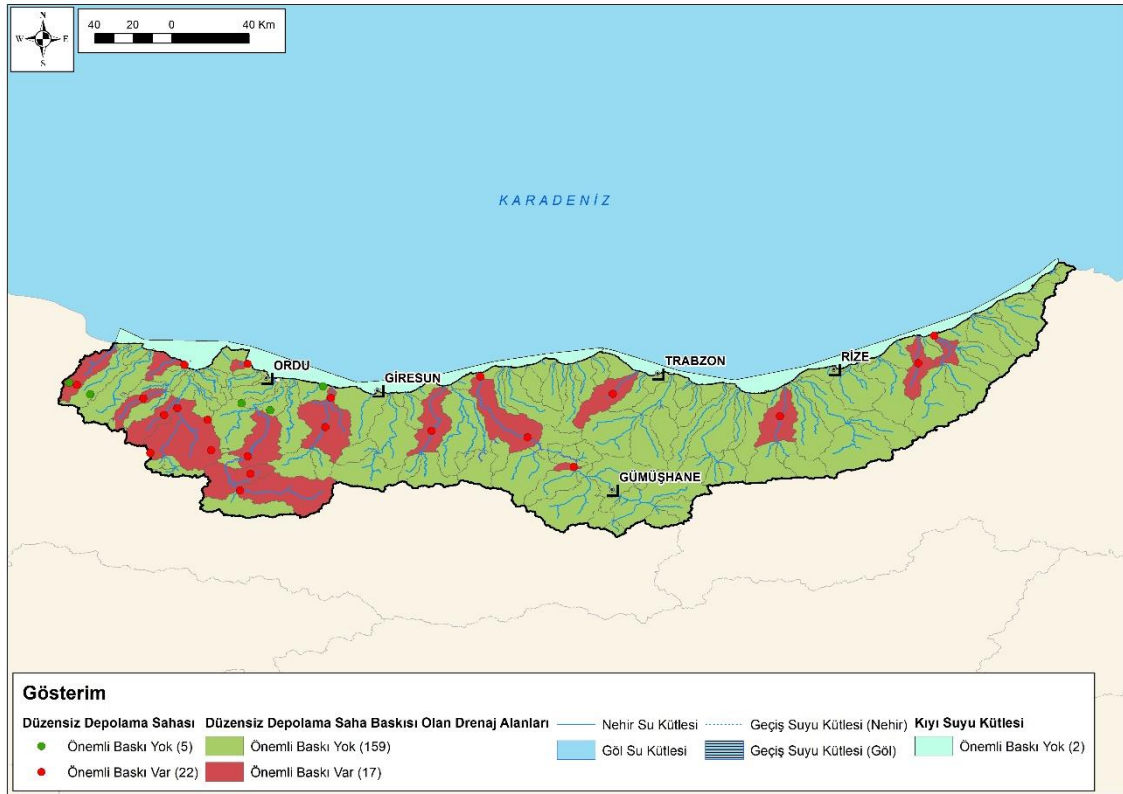 N
W E
S
40 20 0 40 Km
KARADENİZ
ORDU
GİRESUN
TRABZON
RİZE
GÜMÜŞHANE
Gösterim
Düzensiz Depolama Sahası
Önemli Baskı Yok (5)
Önemli Baskı Var (22)
Düzensiz Depolama Saha Baskısı Olan Drenaj Alanları
Önemli Baskı Yok (159)
Önemli Baskı Var (17)
Nehir Su Kütlesi
Göl Su Kütlesi
Geçiş Suyu Kütlesi (Nehir)
Geçiş Suyu Kütlesi (Göl)
Kıyı Suyu Kütlesi
Önemli Baskı Yok (2)